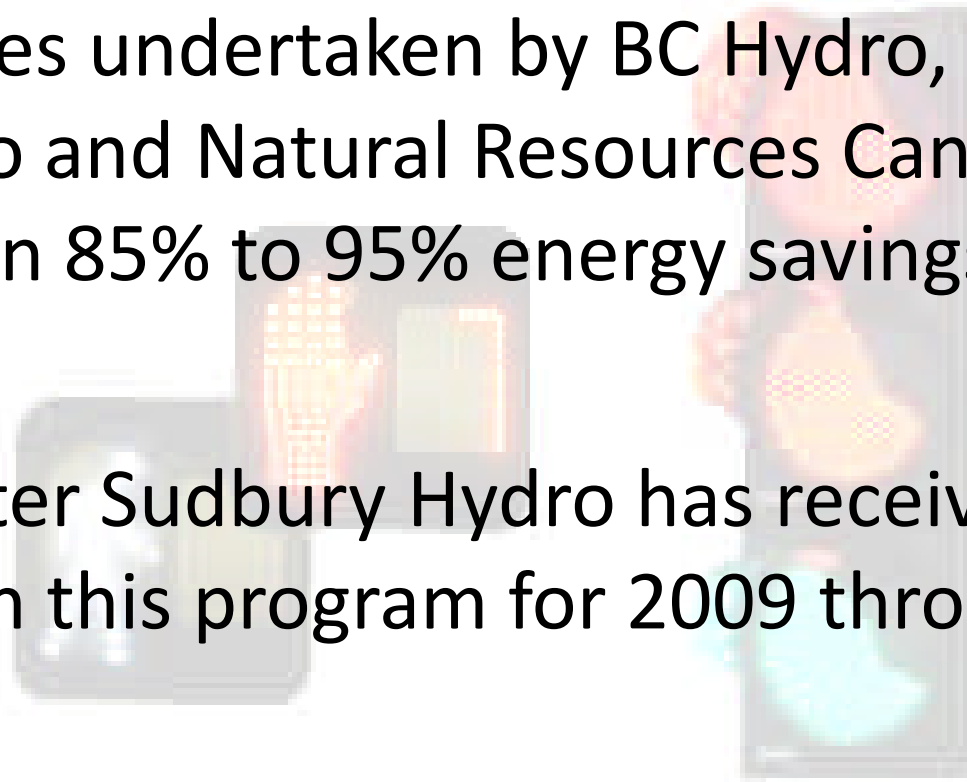 es undertaken by BC Hydro,
o and Natural Resources Can
n 85% to 95% energy savings
ter Sudbury Hydro has receiv
n this program for 2009 thro